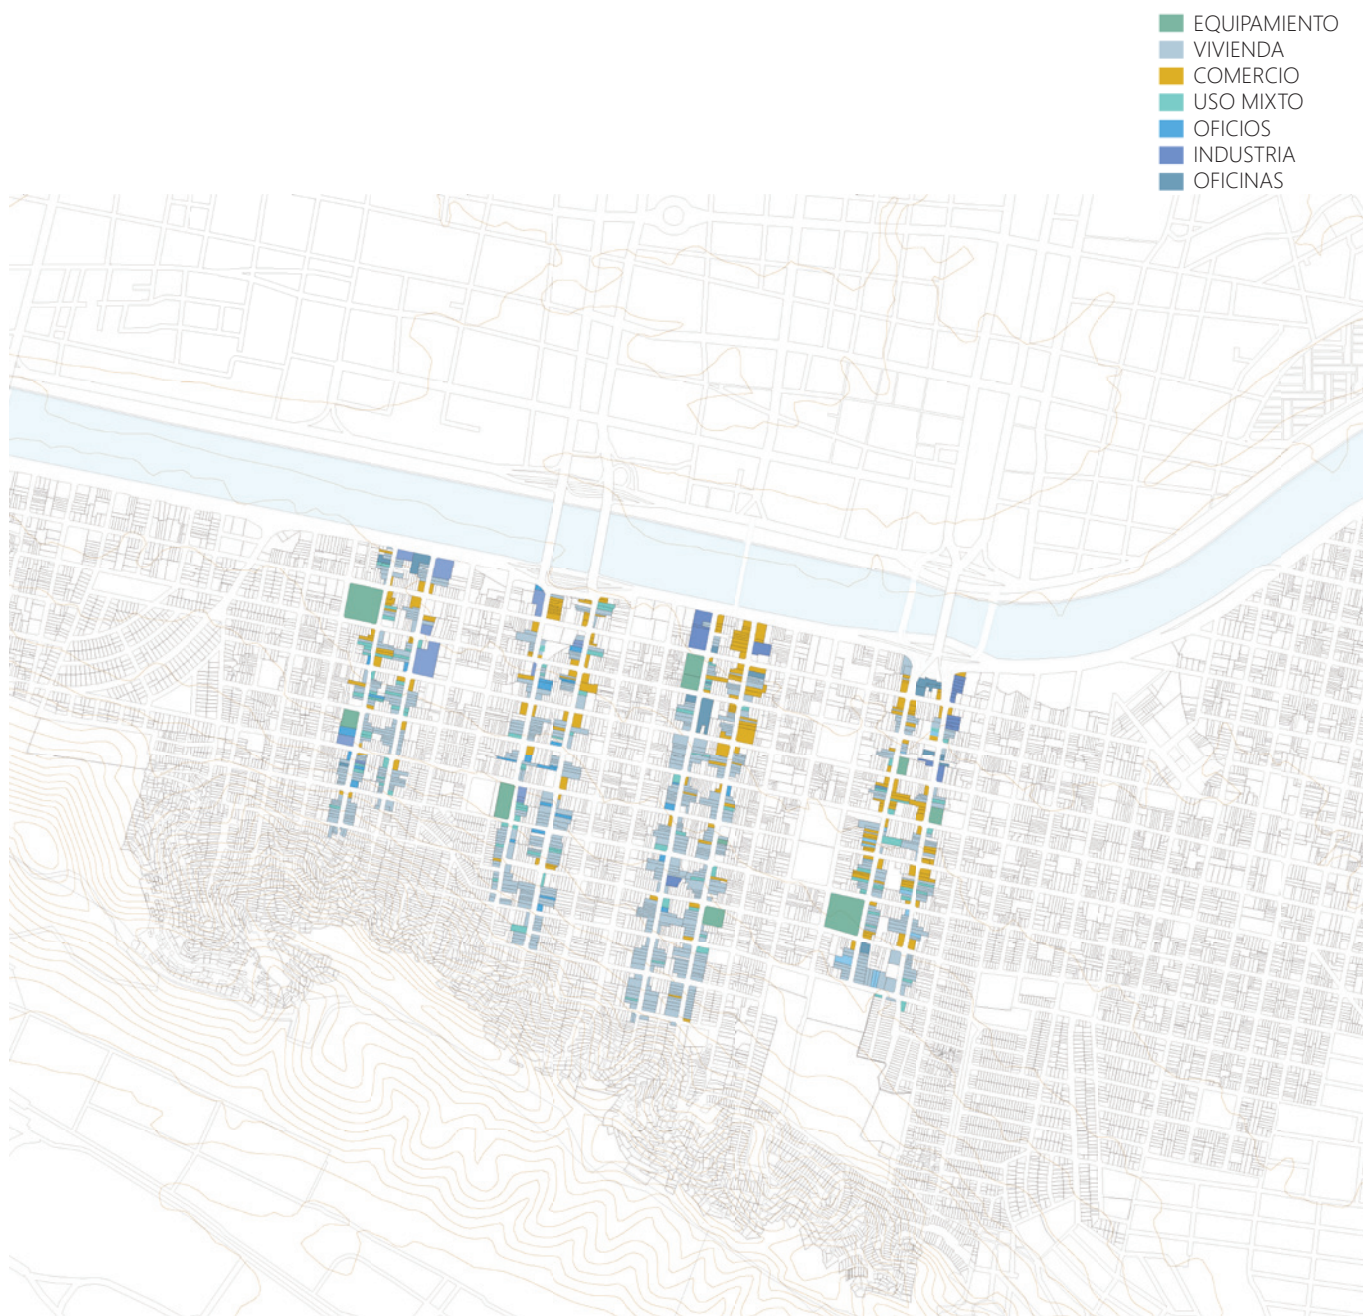 EQUIPAMIENTO
VIVIENDA
COMERCIO
USO MIXTO
OFICIOS
INDUSTRIA
OFICINAS